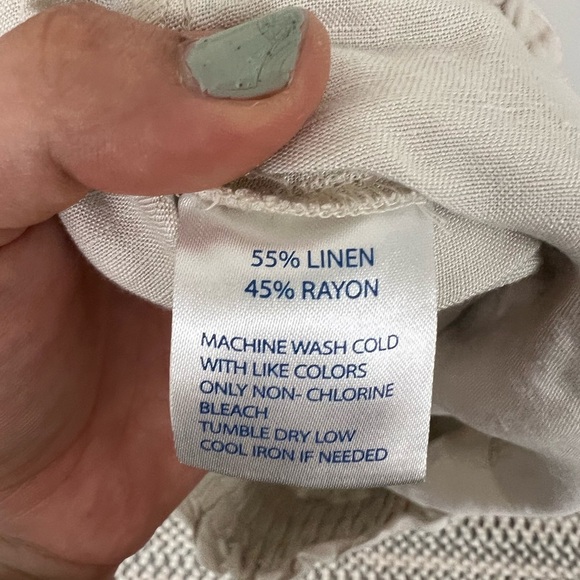 55% LINEN
45% RAYON
MACHINE WASH COLD
WITH LIKE COLORS
ONLY NON- CHLORINE
BLEACH
TUMBLE DRY LOW
COOL IRON IF NEEDED